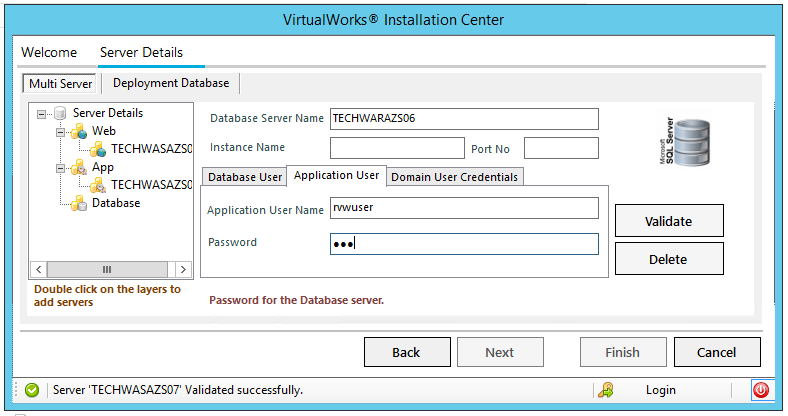 VirtualWorks® Installation Center
Welcome
Server Details
Multi Server
Deployment Database
Server Details
Web
TECHWASAZS0
App
TECHWASAZS0
Database
Double click on the layers to
add servers
Database Server Name
TECHWARAZS06
Instance Name
Port No
Microsoft
SQL Server
Database User
Application User
Domain User Credentials
Application User Name
rvwuser
Password
●●●
Validate
Delete
Password for the Database server.
Back
Next
Finish
Cancel
Server 'TECHWASAZS07' Validated successfully.
Login